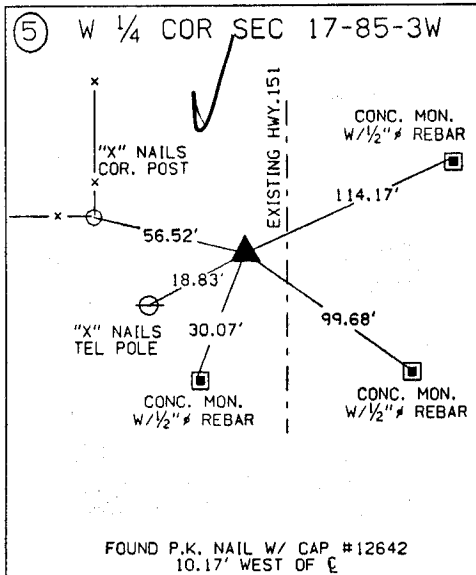 5 W ¼ COR SEC 17-85-3W
"X" NAILS
COR. POST
EXISTING HWY.151
CONC. MON.
W/½"ø REBAR
114.17'
56.52'
18.83'
99.68'
"X" NAILS
TEL POLE
30.07'
CONC. MON.
W/½"ø REBAR
CONC. MON.
W/½"ø REBAR
FOUND P.K. NAIL W/ CAP #12642
10.17' WEST OF ℄